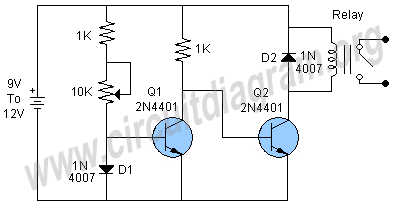 Relay
1K
1K
D2
1N
4007
9V
To
12V
10K
Q1
2N4401
Q2
2N4401
1N
4007
D1
www.circuitdiagram.org